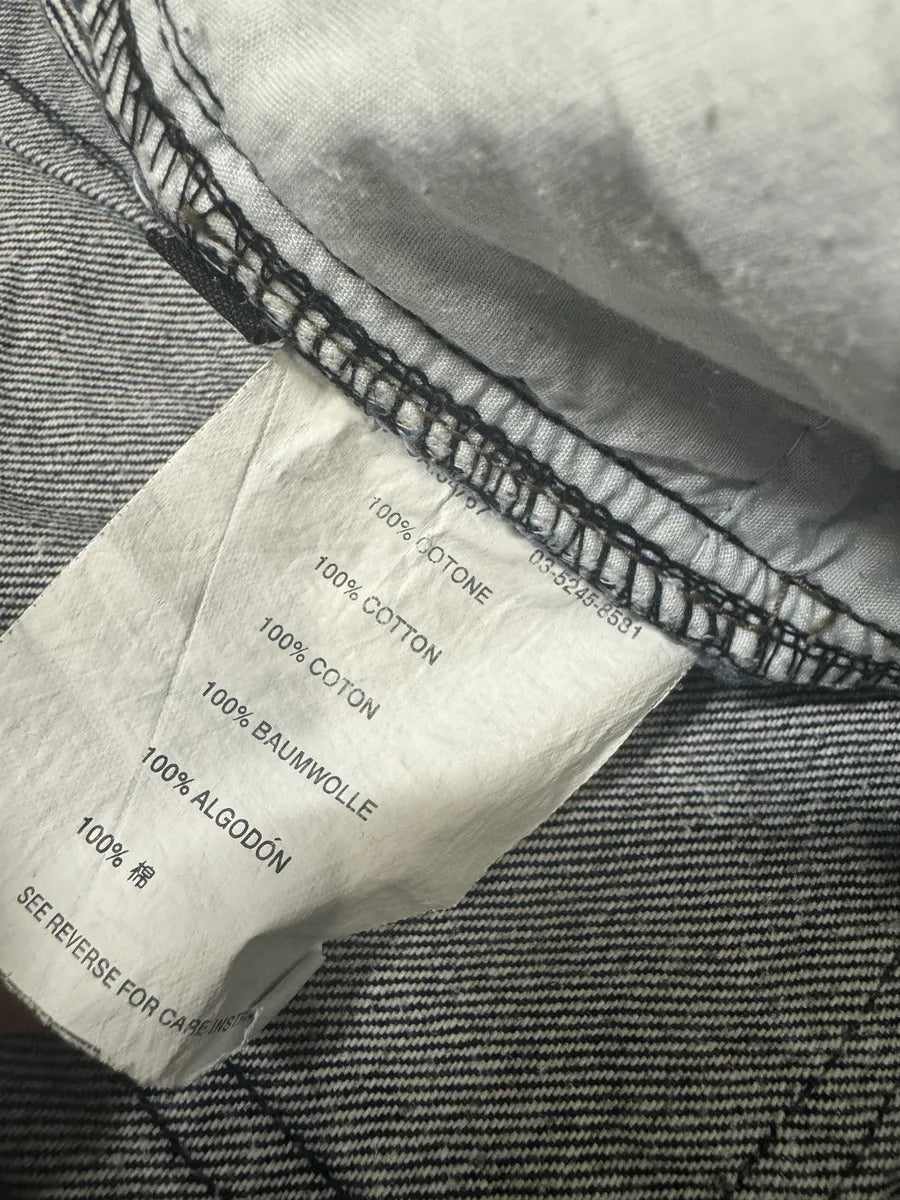 03-5245-8581
100% COTONE
100% COTTON
100% COTON
100% BAUMWOLLE
100% ALGODÓN
100% 棉
SEE REVERSE FOR CARE